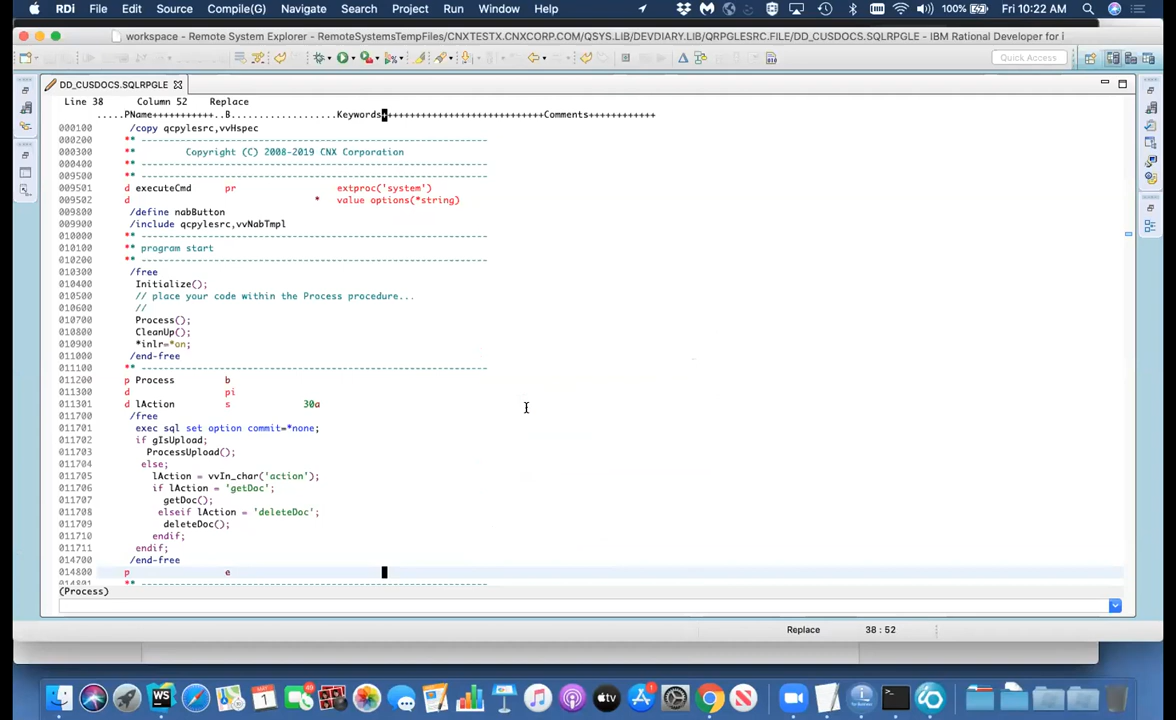 RDi File Edit Source Compile(G) Navigate Search Project Run Window Help 100% Fri 10:22 AM
workspace - Remote System Explorer - RemoteSystemsTempFiles/CNXTESTX.CNXCORP.COM/QSYS.LIB/DEVDIARY.LIB/QRPGLESRC.FILE/DD_CUSDOCS.SQLRPGLE - IBM Rational Developer for i
Quick Access
DD_CUSDOCS.SQLRPGLE
Line 38 Column 52 Replace
.....PName+++++++++++..B...................Keywords+++++++++++++++++++++++++++++Comments++++++++++++
000100 /copy qcpylesrc,vvHspec
000200 ** ------------------------------------------------------------
000300 ** Copyright (C) 2008-2019 CNX Corporation
000400 ** ------------------------------------------------------------
009500 ** ------------------------------------------------------------
009501 d executeCmd pr extproc('system')
009502 d * value options(*string)
009800 /define nabButton
009900 /include qcpylesrc,vvNabTmpl
010000 ** ------------------------------------------------------------
010100 ** program start
010200 ** ------------------------------------------------------------
010300 /free
010400 Initialize();
010500 // place your code within the Process procedure...
010600 //
010700 Process();
010800 CleanUp();
010900 *inlr=*on;
011000 /end-free
011100 ** ------------------------------------------------------------
011200 p Process b
011300 d pi
011301 d lAction s 30a
011700 /free
011701 exec sql set option commit=*none;
011702 if gIsUpload;
011703 ProcessUpload();
011704 else;
011705 lAction = vvIn_char('action');
011706 if lAction = 'getDoc';
011707 getDoc();
011708 elseif lAction = 'deleteDoc';
011709 deleteDoc();
011710 endif;
011711 endif;
014700 /end-free
014800 p e
014801 ** ------------------------------------------------------------
(Process)
Replace 38 : 52